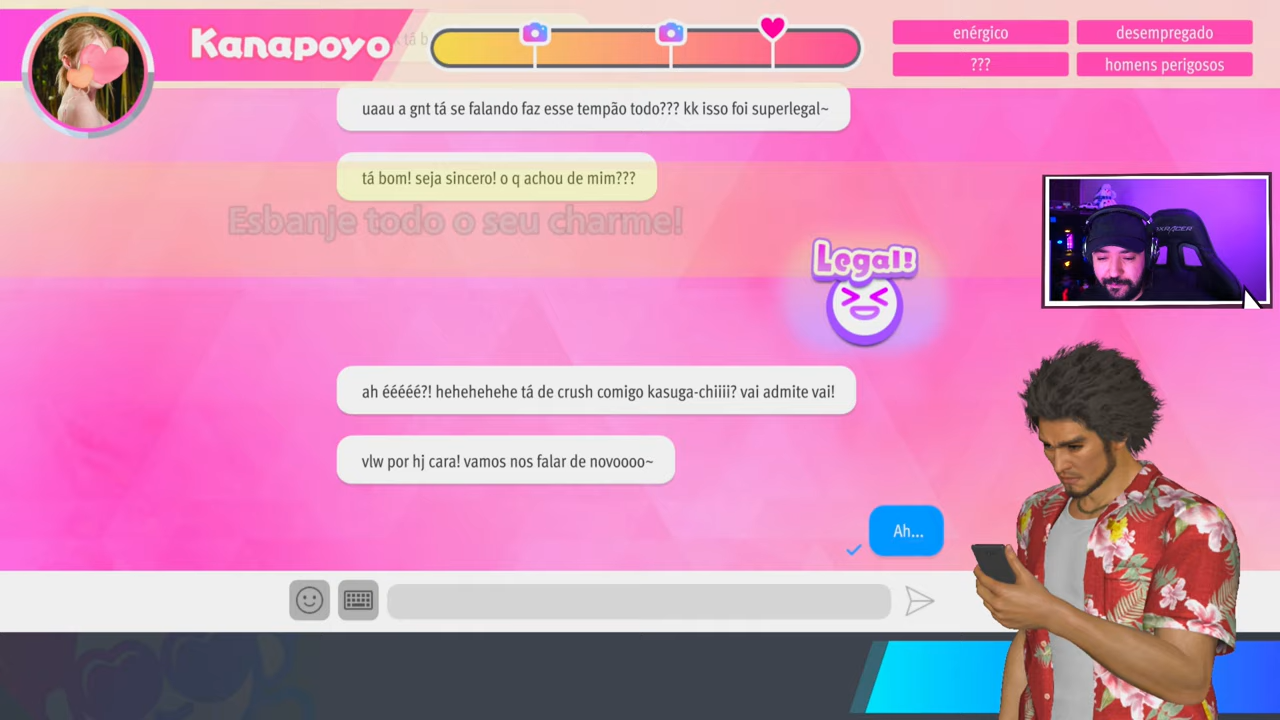 Kanapoyo
enérgico
desempregado
???
homens perigosos
uaau a gnt tá se falando faz esse tempão todo??? kk isso foi superlegal~
tá bom! seja sincero! o q achou de mim???
Esbanje todo o seu charme!
Legal!
ah ééééé?! hehehehehe tá de crush comigo kasuga-chiiii? vai admite vai!
vlw por hj cara! vamos nos falar de novoooo~
Ah...